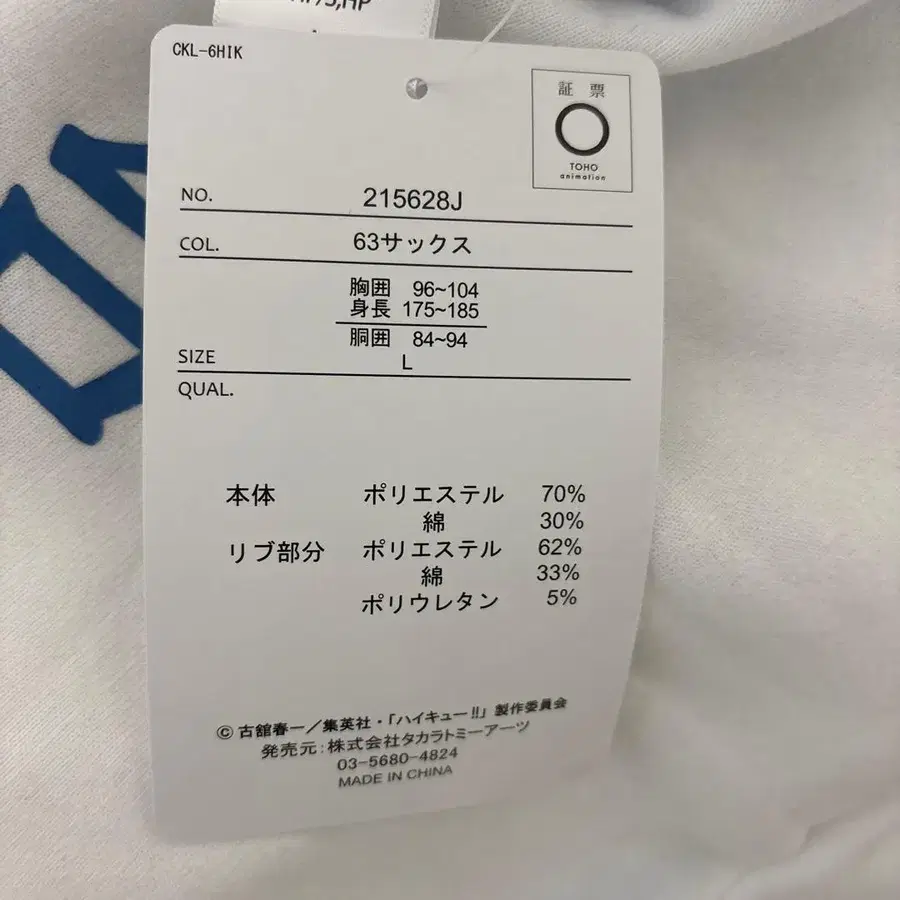 CKL-6HIK
証 票
TOHO
animation
NO. 215628J
COL. 63サックス
胸囲 96~104
身長 175~185
胴囲 84~94
SIZE L
QUAL.
本体 ポリエステル 70%
綿 30%
リブ部分 ポリエステル 62%
綿 33%
ポリウレタン 5%
© 古舘春一／集英社・「ハイキュー!!」製作委員会
発売元:株式会社タカラトミーアーツ
03-5680-4824
MADE IN CHINA